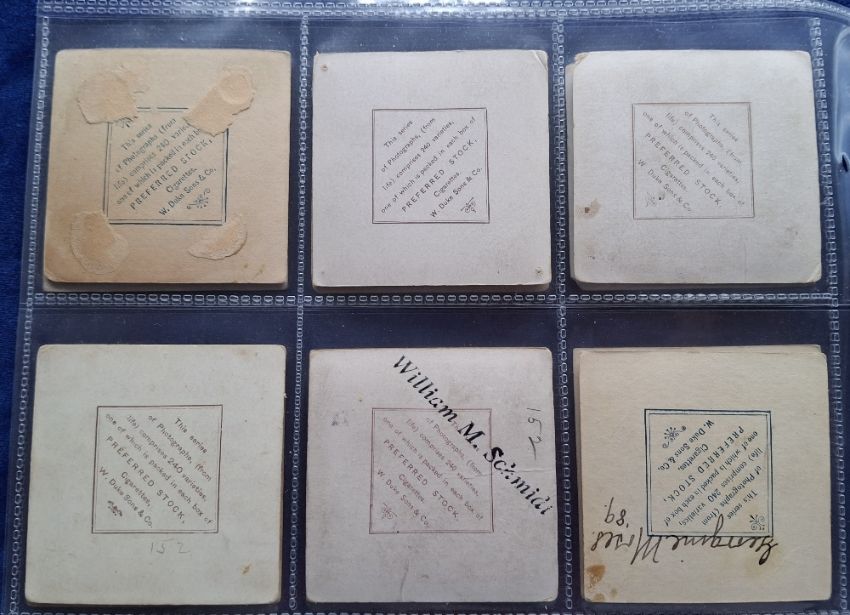 This series
of Photographs, (from
life) comprises 240 varieties,
one of which is packed in each box of
PREFERRED STOCK,
Cigarettes.
W. Duke Sons & Co.
This series
of Photographs, (from
life) comprises 240 varieties,
one of which is packed in each box of
PREFERRED STOCK,
Cigarettes.
W. Duke Sons & Co.
This series
of Photographs, (from
life) comprises 240 varieties,
one of which is packed in each box of
PREFERRED STOCK,
Cigarettes.
W. Duke Sons & Co.
This series
of Photographs, (from
life) comprises 240 varieties,
one of which is packed in each box of
PREFERRED STOCK,
Cigarettes,
W. Duke Sons & Co.
152
William M. Schmidt
152
of Photographs, (from
life) comprises 240 varieties,
one of which is packed in each box of
PREFERRED STOCK,
Cigarettes.
W. Duke Sons & Co.
This series
of Photographs (from
life) comprises 240 varieties,
one of which is packed in each box of
PREFERRED STOCK,
Cigarettes.
W. Duke Sons & Co.
'89